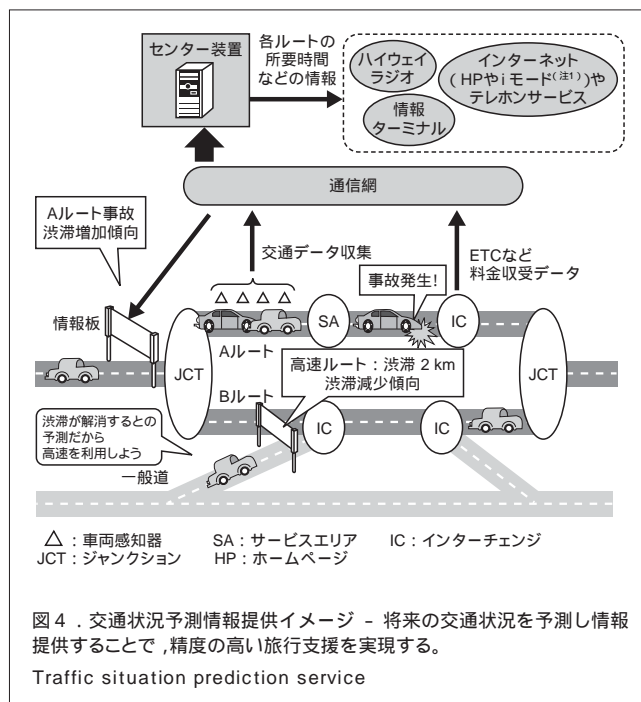 センター装置
各ルートの
所要時間
などの情報
ハイウェイ
ラジオ
インターネット
(HPやiモード(注1))や
テレホンサービス
情報
ターミナル
通信網
Aルート事故
渋滞増加傾向
交通データ収集
ETCなど
料金収受データ
事故発生!
情報板
SA
IC
Aルート
JCT
JCT
高速ルート:渋滞 2 km
渋滞減少傾向
Bルート
IC
IC
渋滞が解消するとの
予測だから
高速を利用しよう
一般道
△:車両感知器 SA:サービスエリア IC:インターチェンジ
JCT:ジャンクション HP:ホームページ
図4.交通状況予測情報提供イメージ − 将来の交通状況を予測し情報
提供することで,精度の高い旅行支援を実現する。
Traffic situation prediction service